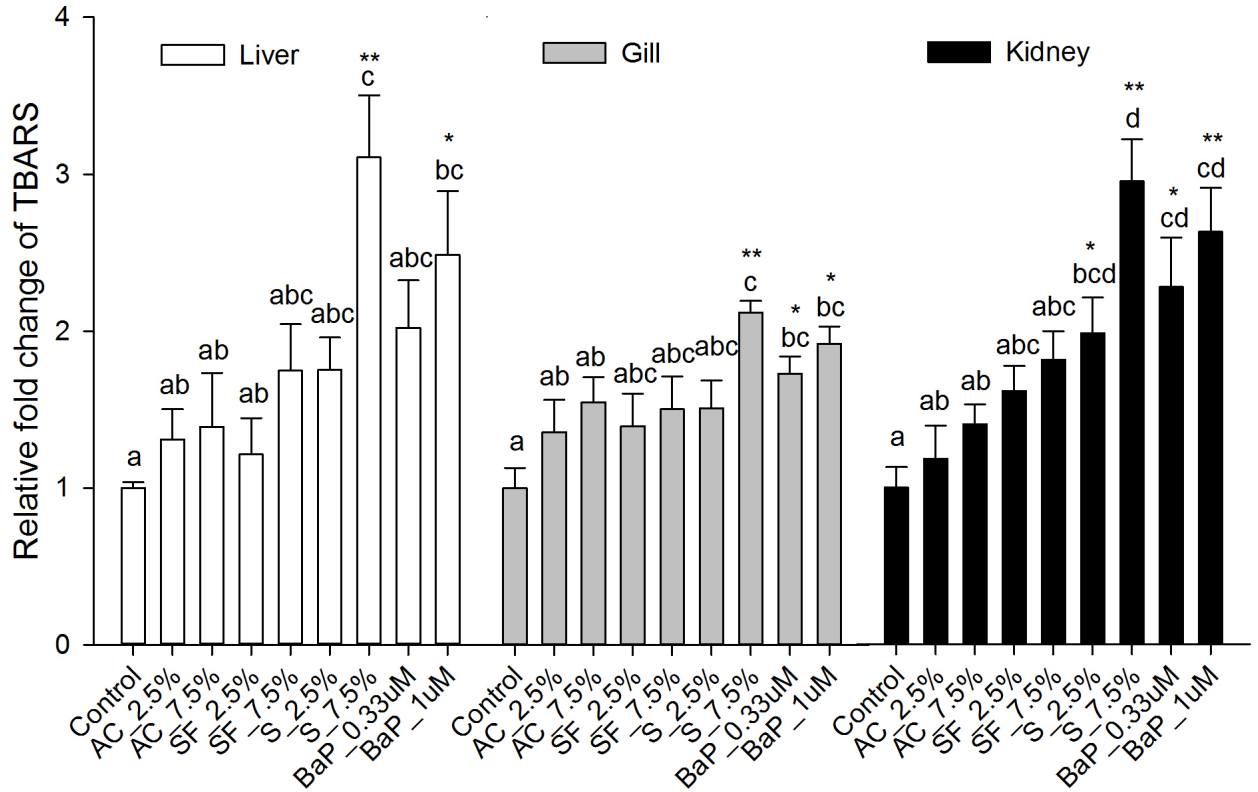 Relative fold change of TBARS
4
3
2
1
0
Liver
Gill
Kidney
a
ab
ab
ab
abc
abc
**
c
abc
*
bc
a
ab
ab
abc
abc
abc
**
c
*
bc
*
bc
a
ab
ab
abc
abc
*
bcd
**
d
*
cd
**
cd
Control
AC_2.5%
AC_7.5%
SF_2.5%
SF_7.5%
S_2.5%
S_7.5%
BaP_0.33uM
BaP_1uM
Control
AC_2.5%
AC_7.5%
SF_2.5%
SF_7.5%
S_2.5%
S_7.5%
BaP_0.33uM
BaP_1uM
Control
AC_2.5%
AC_7.5%
SF_2.5%
SF_7.5%
S_2.5%
S_7.5%
BaP_0.33uM
BaP_1uM